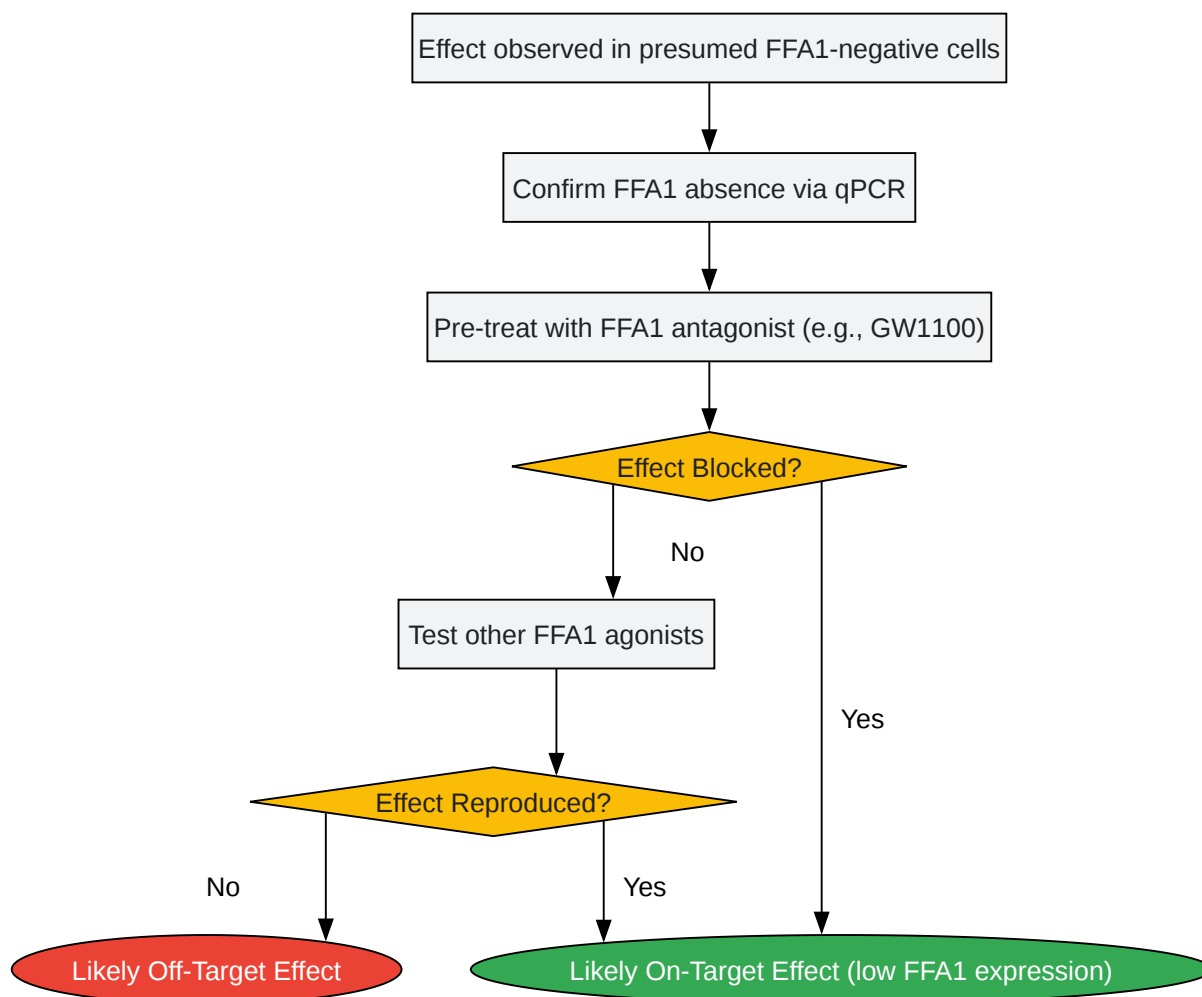 Effect observed in presumed FFA1-negative cells
Confirm FFA1 absence via qPCR
Pre-treat with FFA1 antagonist (e.g., GW1100)
Effect Blocked?
No
Test other FFA1 agonists
Yes
Effect Reproduced?
No
Yes
Likely Off-Target Effect
Likely On-Target Effect (low FFA1 expression)